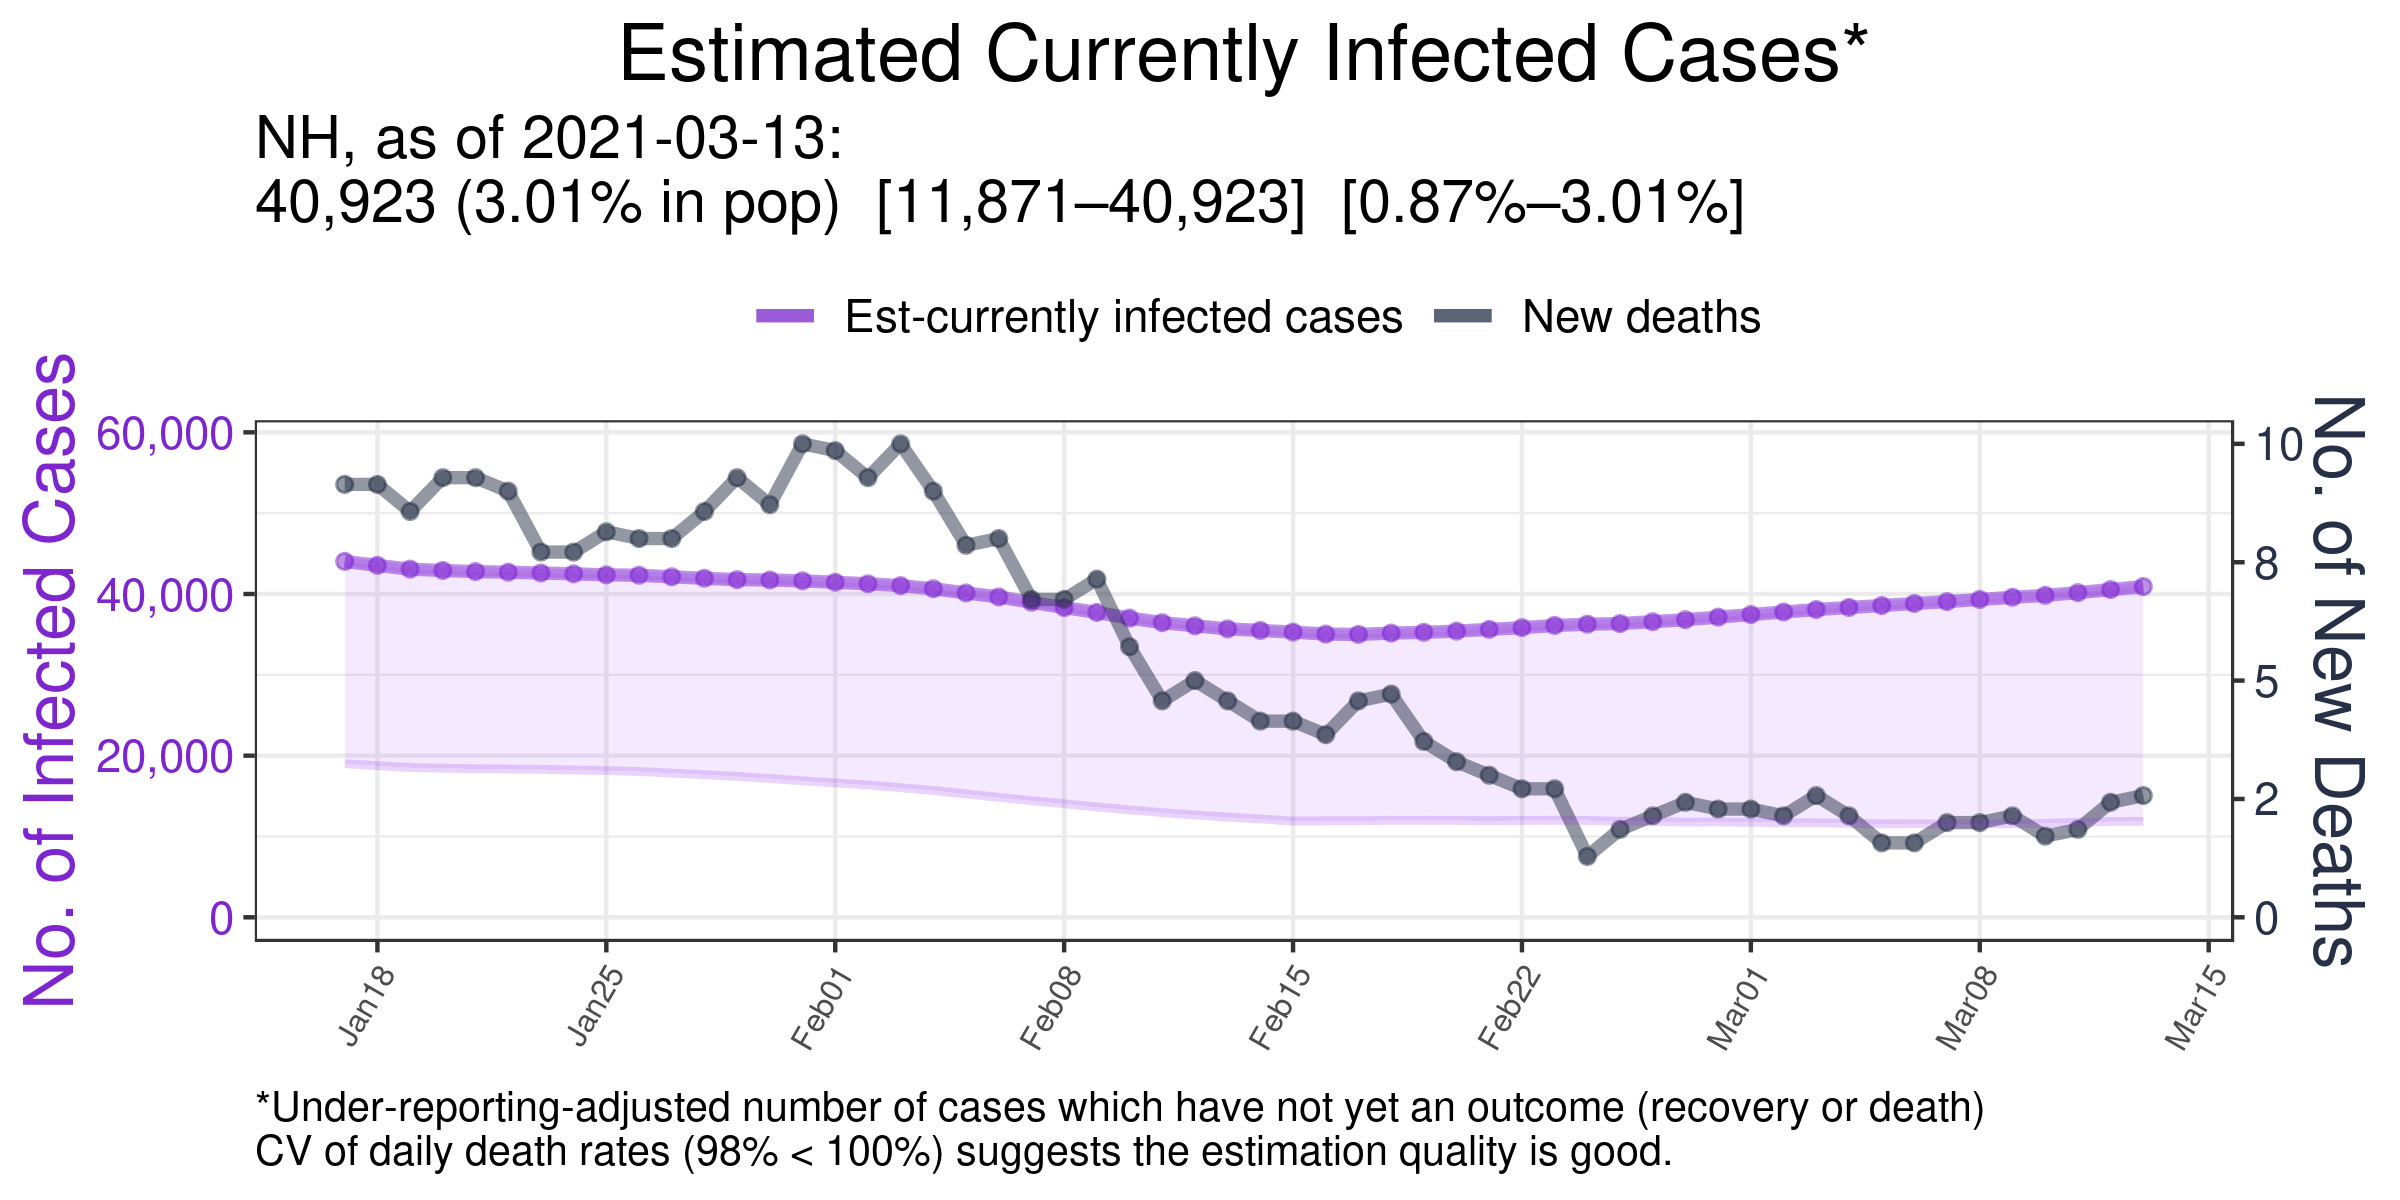 Estimated Currently Infected Cases*
NH, as of 2021-03-13:
40,923 (3.01% in pop)  [11,871–40,923]  [0.87%–3.01%]
Est-currently infected cases
New deaths
No. of Infected Cases
60,000
40,000
20,000
0
10
8
5
2
0
No. of New Deaths
Jan18
Jan25
Feb01
Feb08
Feb15
Feb22
Mar01
Mar08
Mar15
*Under-reporting-adjusted number of cases which have not yet an outcome (recovery or death)
CV of daily death rates (98% < 100%) suggests the estimation quality is good.